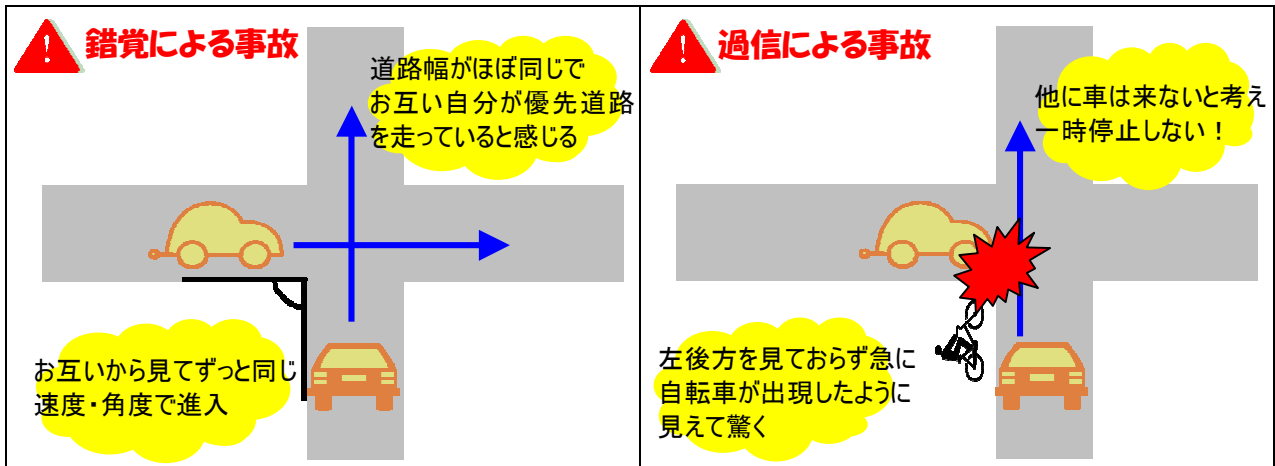 錯覚による事故
道路幅がほぼ同じで
お互い自分が優先道路
を走っていると感じる
お互いから見てずっと同じ
速度・角度で進入
過信による事故
他に車は来ないと考え
一時停止しない！
左後方を見ておらず急に
自転車が出現したように
見えて驚く